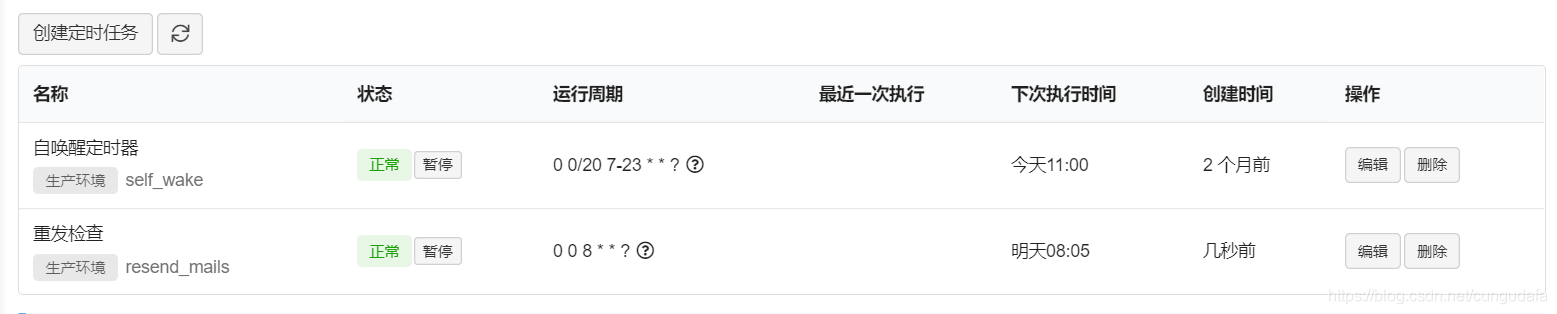 创建定时任务
名称 状态 运行周期 最近一次执行 下次执行时间 创建时间 操作
自唤醒定时器
生产环境 self_wake
正常 暂停 0 0/20 7-23 * * ? 今天11:00 2 个月前 编辑 删除
重发检查
生产环境 resend_mails
正常 暂停 0 0 8 * * ? 明天08:05 几秒前 编辑 删除
https://blog.csdn.net/cungudafa